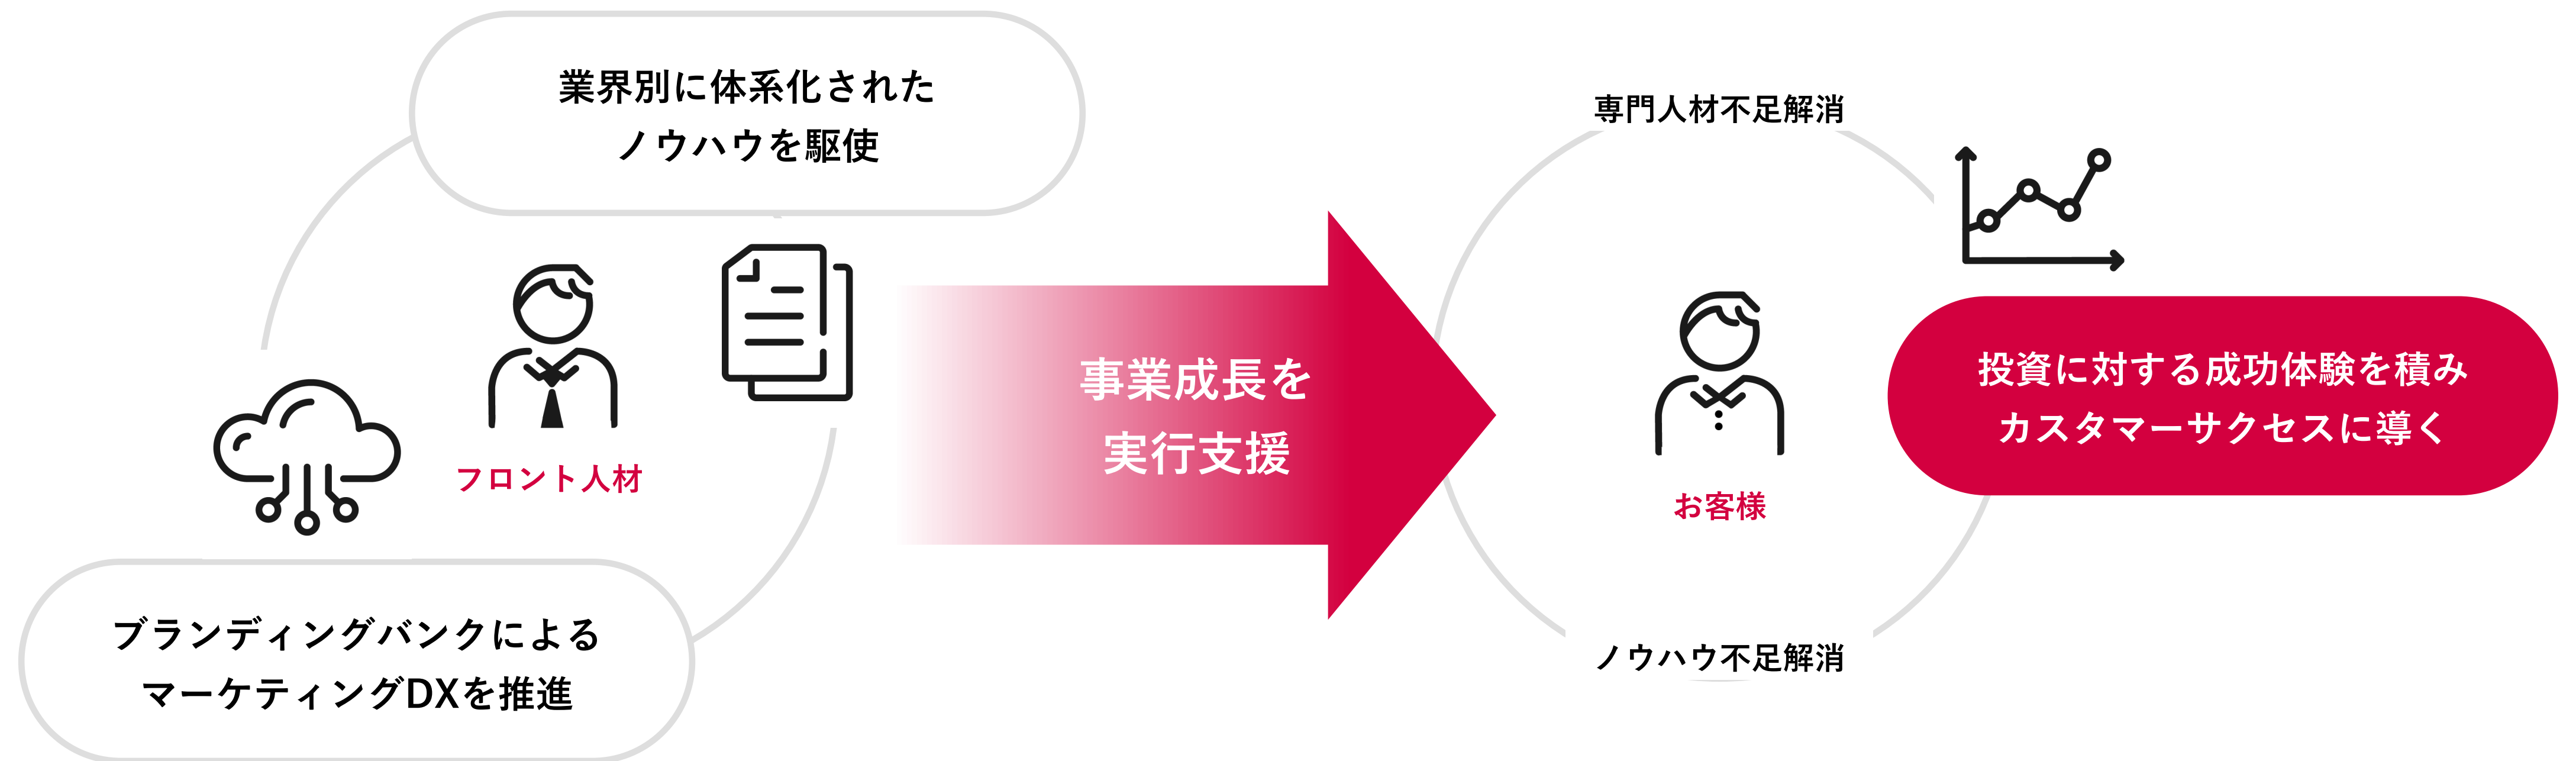 業界別に体系化された
ノウハウを駆使
フロント人材
ブランディングバンクによる
マーケティングDXを推進
事業成長を
実行支援
専門人材不足解消
お客様
投資に対する成功体験を積み
カスタマーサクセスに導く
ノウハウ不足解消